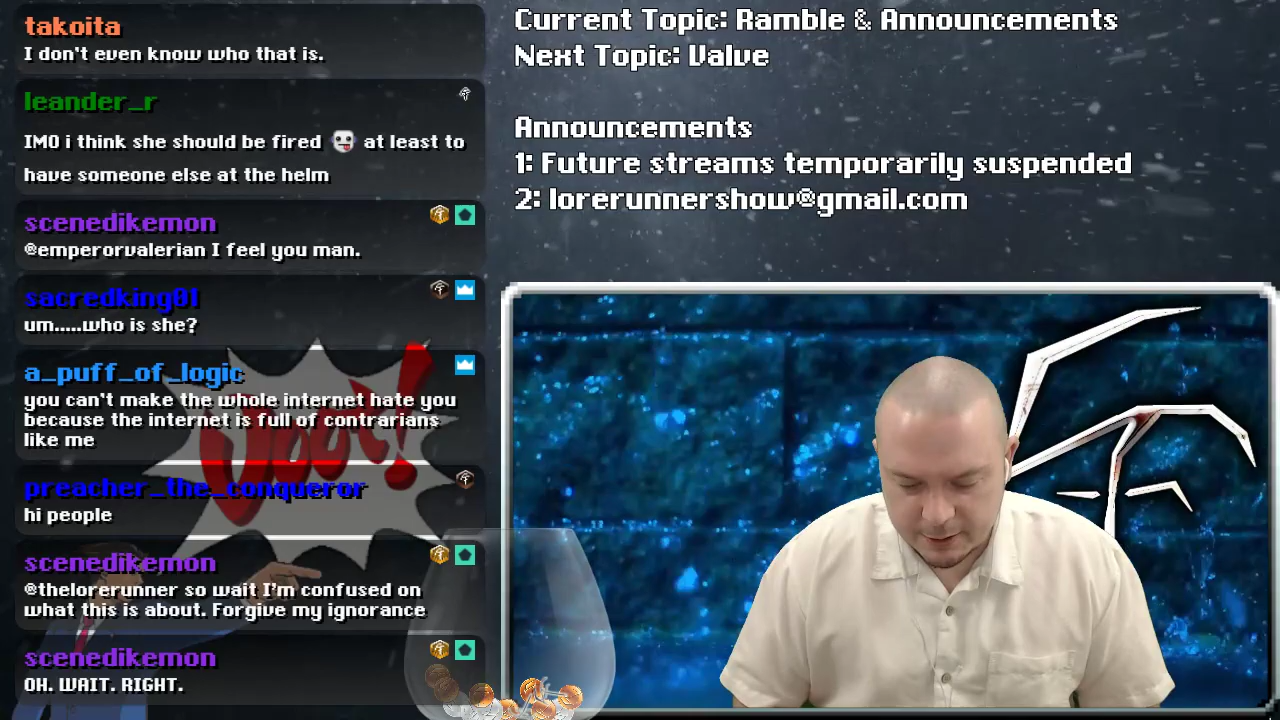 takoita
I don't even know who that is.
leander_r
IMO i think she should be fired at least to
have someone else at the helm
scenedikemon
@emperorvalerian I feel you man.
sacredking01
um.....who is she?
a_puff_of_logic
you can't make the whole internet hate you
because the internet is full of contrarians
like me
preacher_the_conqueror
hi people
scenedikemon
@thelorerunner so wait I'm confused on
what this is about. Forgive my ignorance
scenedikemon
OH. WAIT. RIGHT.
Current Topic: Ramble & Announcements
Next Topic: Valve
Announcements
1: Future streams temporarily suspended
2: lorerunnershow@gmail.com